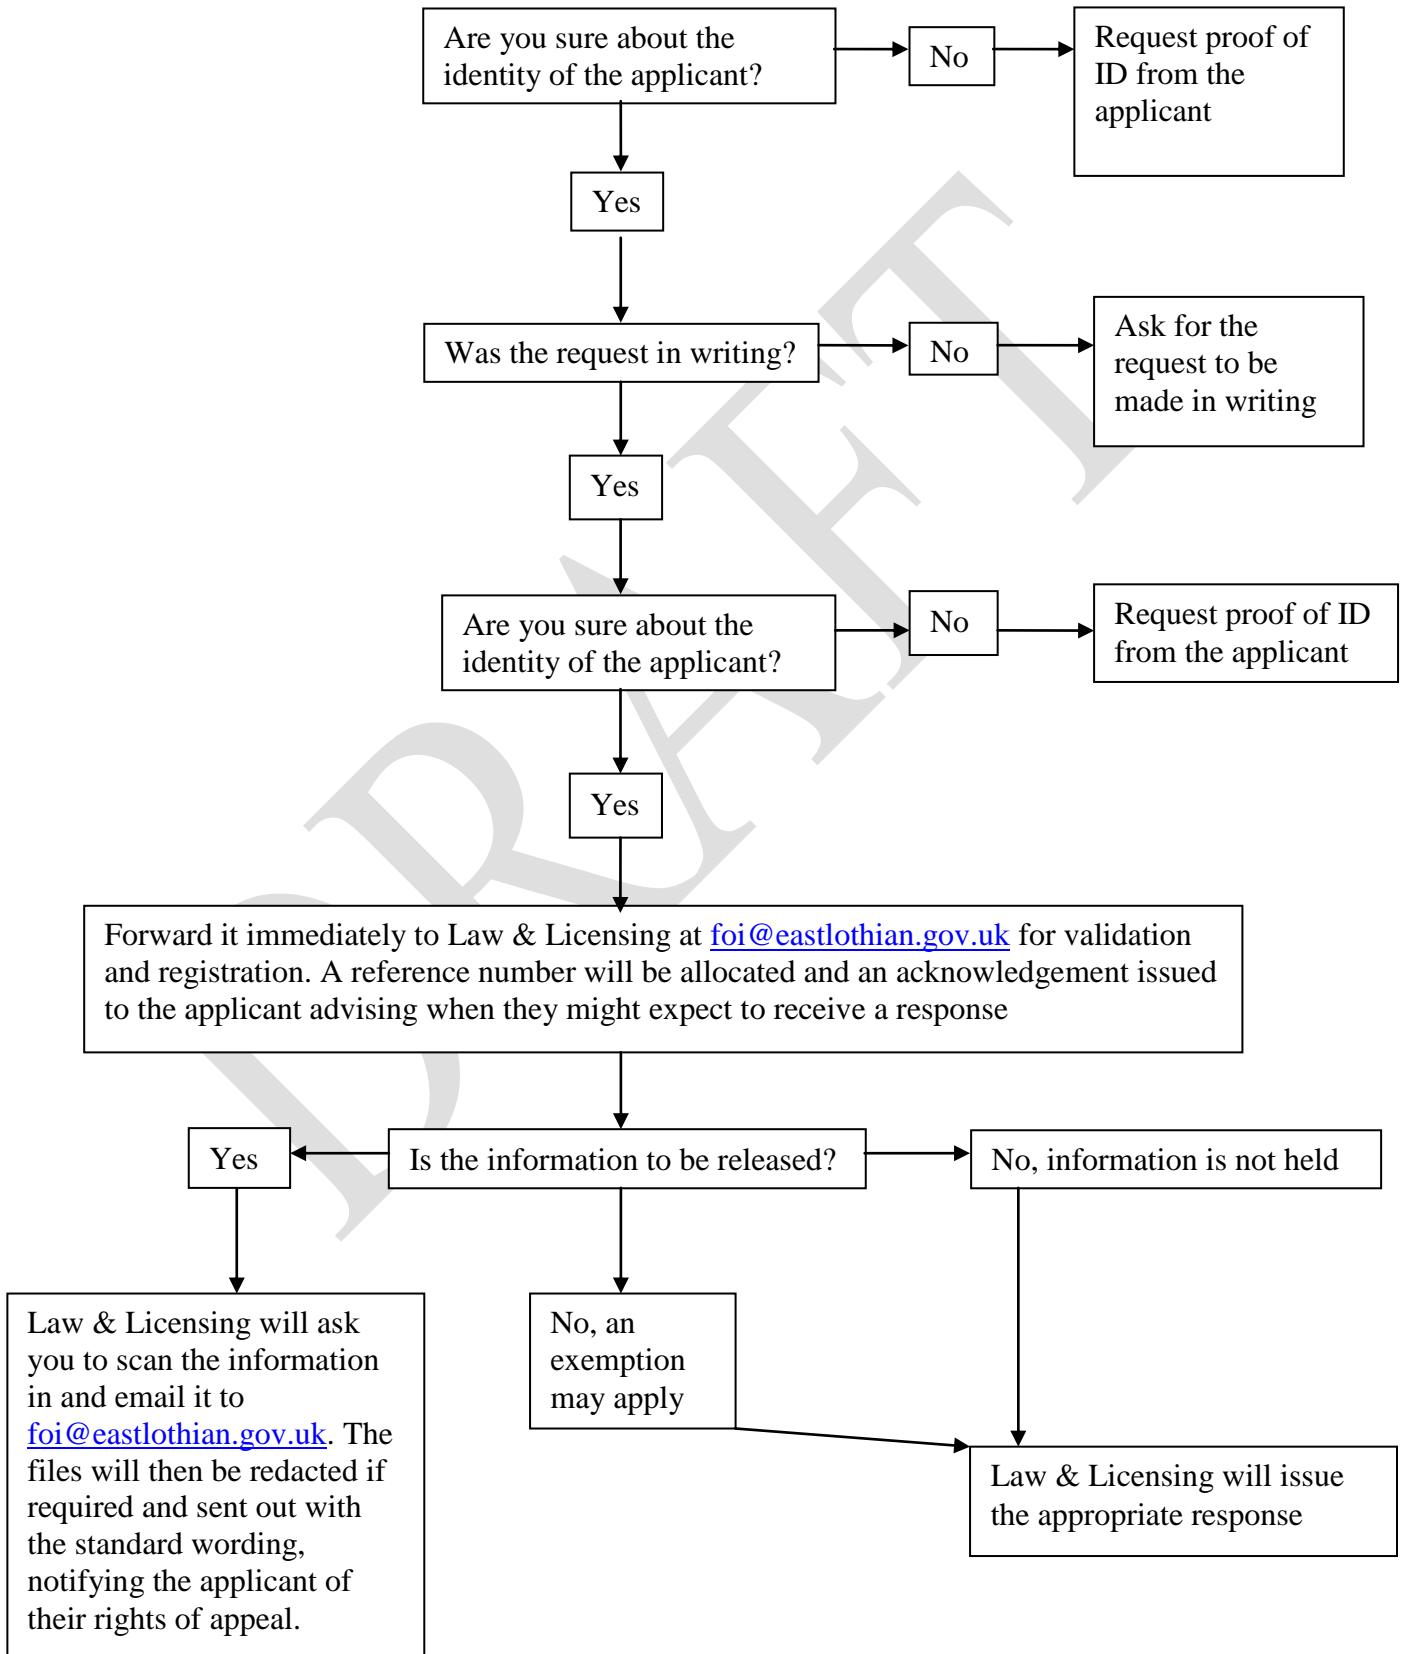 Are you sure about the
identity of the applicant?
No
Request proof of
ID from the
applicant
Yes
Was the request in writing?
No
Ask for the
request to be
made in writing
Yes
Are you sure about the
identity of the applicant?
No
Request proof of ID
from the applicant
Yes
Forward it immediately to Law & Licensing at foi@eastlothian.gov.uk for validation
and registration. A reference number will be allocated and an acknowledgement issued
to the applicant advising when they might expect to receive a response
Yes
Is the information to be released?
No, information is not held
Law & Licensing will ask
you to scan the information
in and email it to
foi@eastlothian.gov.uk. The
files will then be redacted if
required and sent out with
the standard wording,
notifying the applicant of
their rights of appeal.
No, an
exemption
may apply
Law & Licensing will issue
the appropriate response
DRAFT